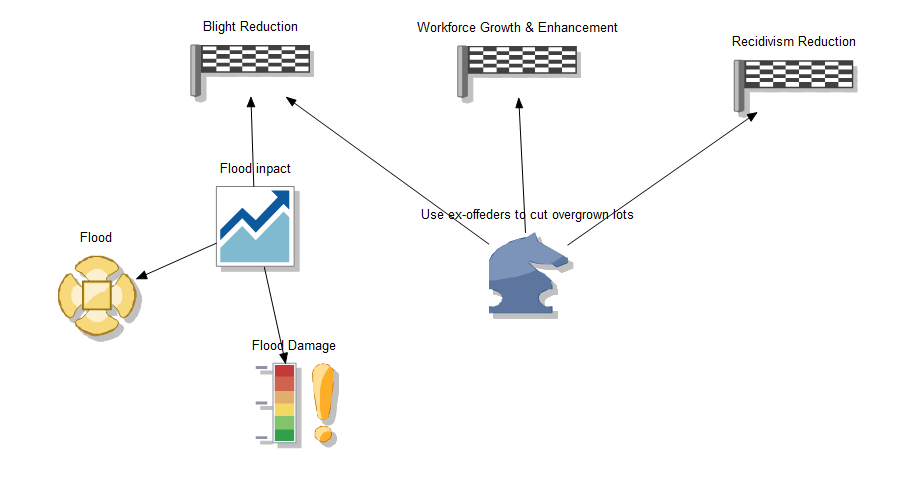 Blight Reduction
Workforce Growth & Enhancement
Recidivism Reduction
Flood inpact
Use ex-offeders to cut overgrown lots
Flood
Flood Damage